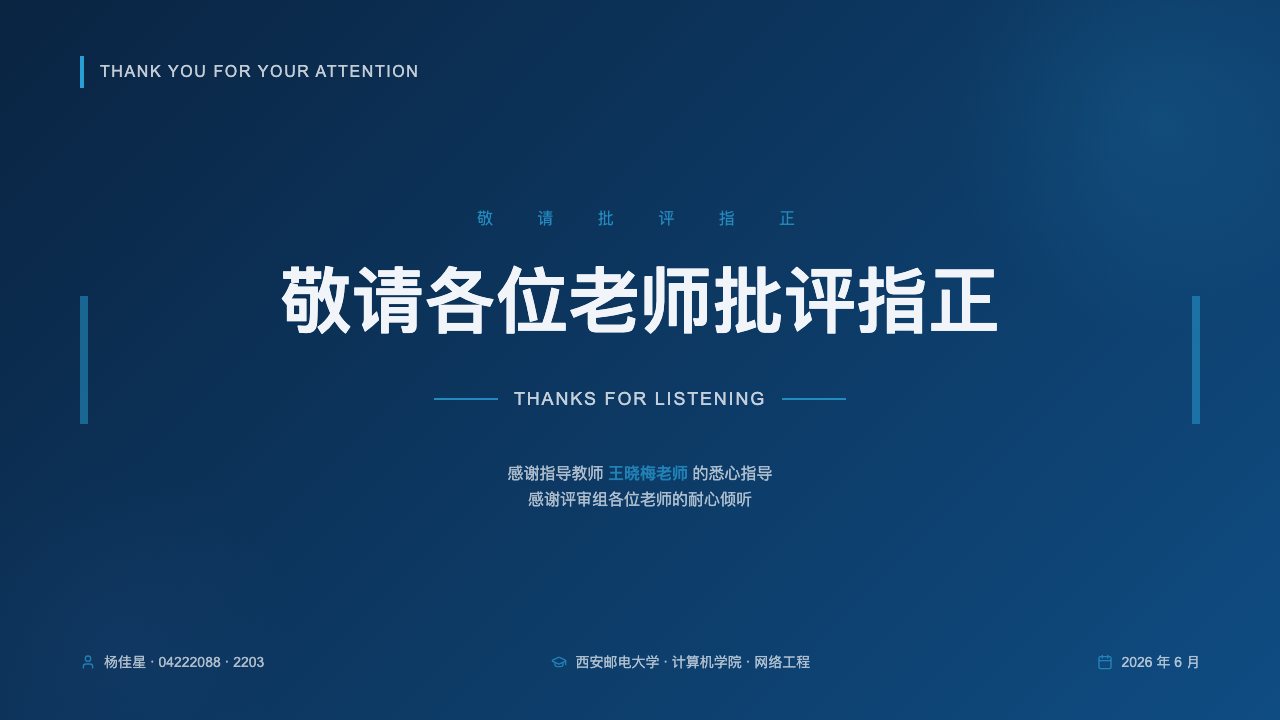 THANK YOU FOR YOUR ATTENTION
敬请批评指正
敬请各位老师批评指正
THANKS FOR LISTENING
感谢指导教师 王晓梅老师 的悉心指导
感谢评审组各位老师的耐心倾听
杨佳星 · 04222088 · 2203
西安邮电大学 · 计算机学院 · 网络工程
2026 年 6 月